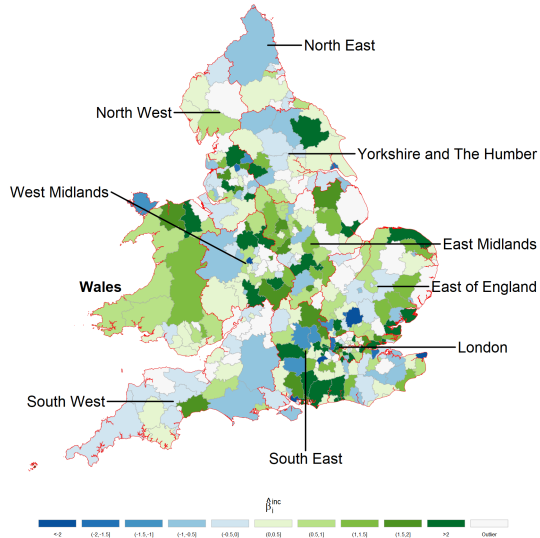 North East
North West
Yorkshire and The Humber
West Midlands
East Midlands
Wales
East of England
London
South West
South East
β̂ᵢⁱⁿᶜ
<-2
(-2,-1.5]
(-1.5,-1]
(-1,-0.5]
(-0.5,0]
(0,0.5]
(0.5,1]
(1,1.5]
(1.5,2]
>2
Outlier